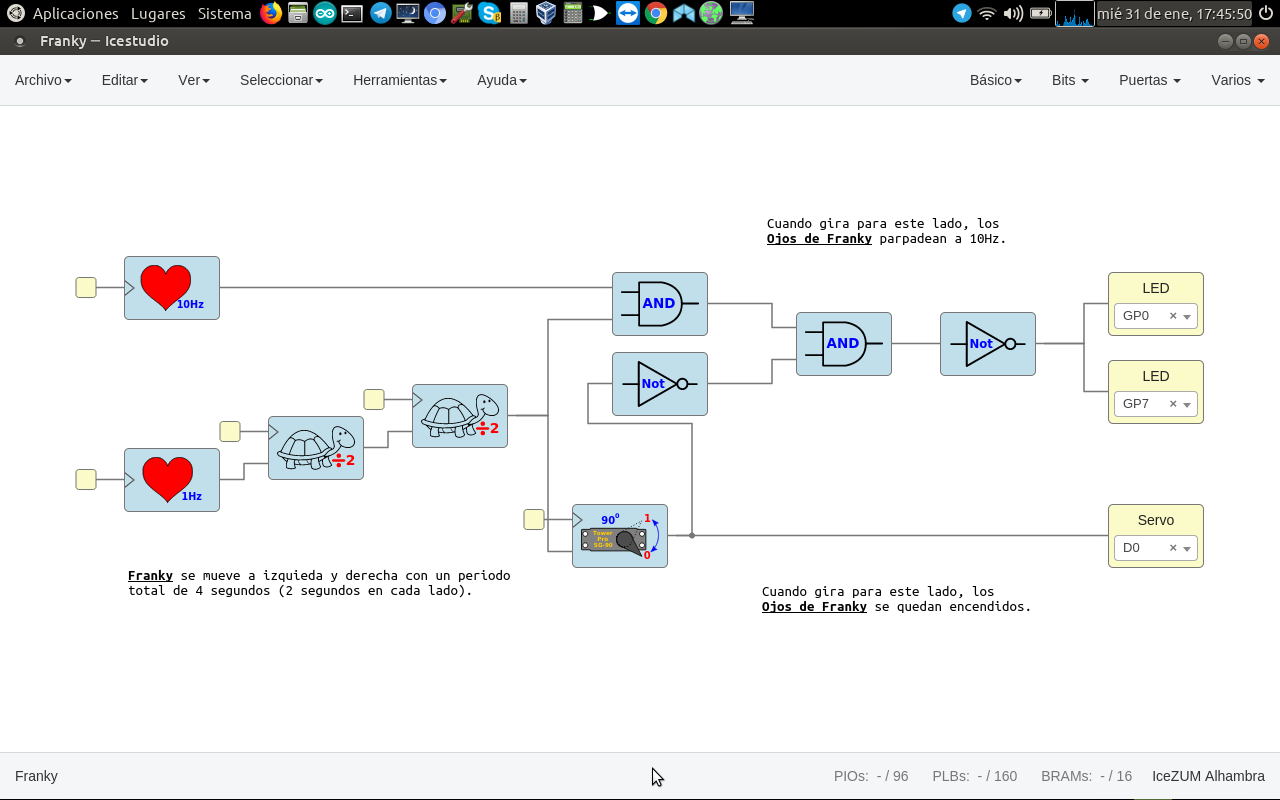 Aplicaciones Lugares Sistema mié 31 de ene, 17:45:50
Franky — Icestudio
Archivo Editar Ver Seleccionar Herramientas Ayuda Básico Bits Puertas Varios
Cuando gira para este lado, los
Ojos de Franky parpadean a 10Hz.
10Hz
AND
LED
GP0 ×
AND
Not
Not
LED
GP7 ×
÷2
÷2
1Hz
90º 1
Tower
Pro
SG-90
0
Servo
D0 ×
Franky se mueve a izquieda y derecha con un periodo
total de 4 segundos (2 segundos en cada lado).
Cuando gira para este lado, los
Ojos de Franky se quedan encendidos.
Franky PIOs: - / 96 PLBs: - / 160 BRAMs: - / 16 IceZUM Alhambra